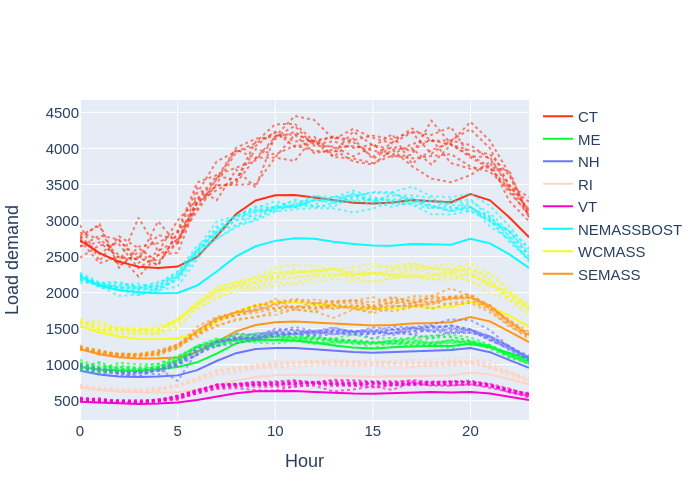 4500
4000
3500
3000
2500
2000
1500
1000
500
0
5
10
15
20
Hour
Load demand
CT
ME
NH
RI
VT
NEMASSBOST
WCMASS
SEMASS